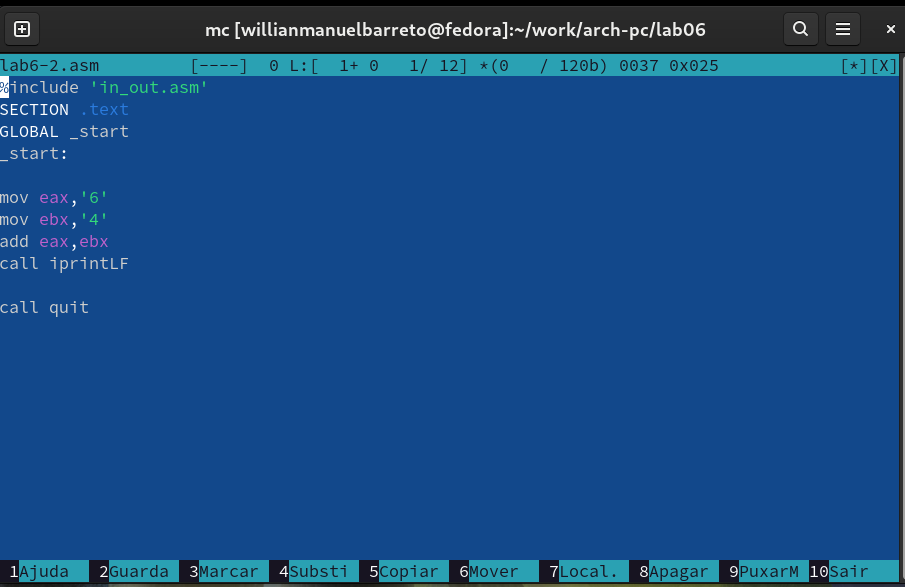 mc [willianmanuelbarreto@fedora]:~/work/arch-pc/lab06
lab6-2.asm [----] 0 L:[ 1+ 0 1/ 12] *(0 / 120b) 0037 0x025 [*][X]
%include 'in_out.asm'
SECTION .text
GLOBAL _start
_start:
mov eax,'6'
mov ebx,'4'
add eax,ebx
call iprintLF
call quit
1Ajuda 2Guarda 3Marcar 4Substi 5Copiar 6Mover 7Local. 8Apagar 9PuxarM 10Sair